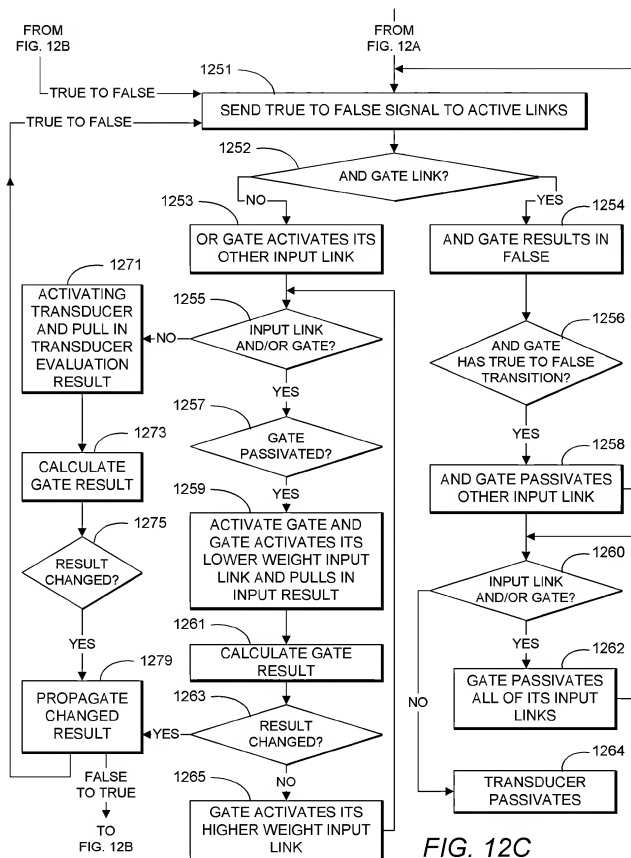 FROM
FIG. 12B
FROM
FIG. 12A
1251
TRUE TO FALSE
SEND TRUE TO FALSE SIGNAL TO ACTIVE LINKS
TRUE TO FALSE
1252
AND GATE LINK?
1253
NO
YES
1254
OR GATE ACTIVATES ITS
OTHER INPUT LINK
AND GATE RESULTS IN
FALSE
1271
ACTIVATING
TRANSDUCER
AND PULL IN
TRANSDUCER
EVALUATION
RESULT
1255
NO
INPUT LINK
AND/OR GATE?
1256
AND GATE
HAS TRUE TO FALSE
TRANSITION?
YES
1257
GATE
PASSIVATED?
YES
1258
AND GATE PASSIVATES
OTHER INPUT LINK
1273
CALCULATE
GATE RESULT
YES
1259
ACTIVATE GATE AND
GATE ACTIVATES ITS
LOWER WEIGHT INPUT
LINK AND PULLS IN
INPUT RESULT
1275
RESULT
CHANGED?
1260
INPUT LINK
AND/OR GATE?
YES
1261
CALCULATE GATE
RESULT
YES
1262
GATE PASSIVATES
ALL OF ITS INPUT
LINKS
1279
PROPAGATE
CHANGED
RESULT
1263
YES
RESULT
CHANGED?
NO
1264
TRANSDUCER
PASSIVATES
FALSE
TO TRUE
NO
1265
GATE ACTIVATES ITS
HIGHER WEIGHT INPUT
LINK
TO
FIG. 12B
FIG. 12C